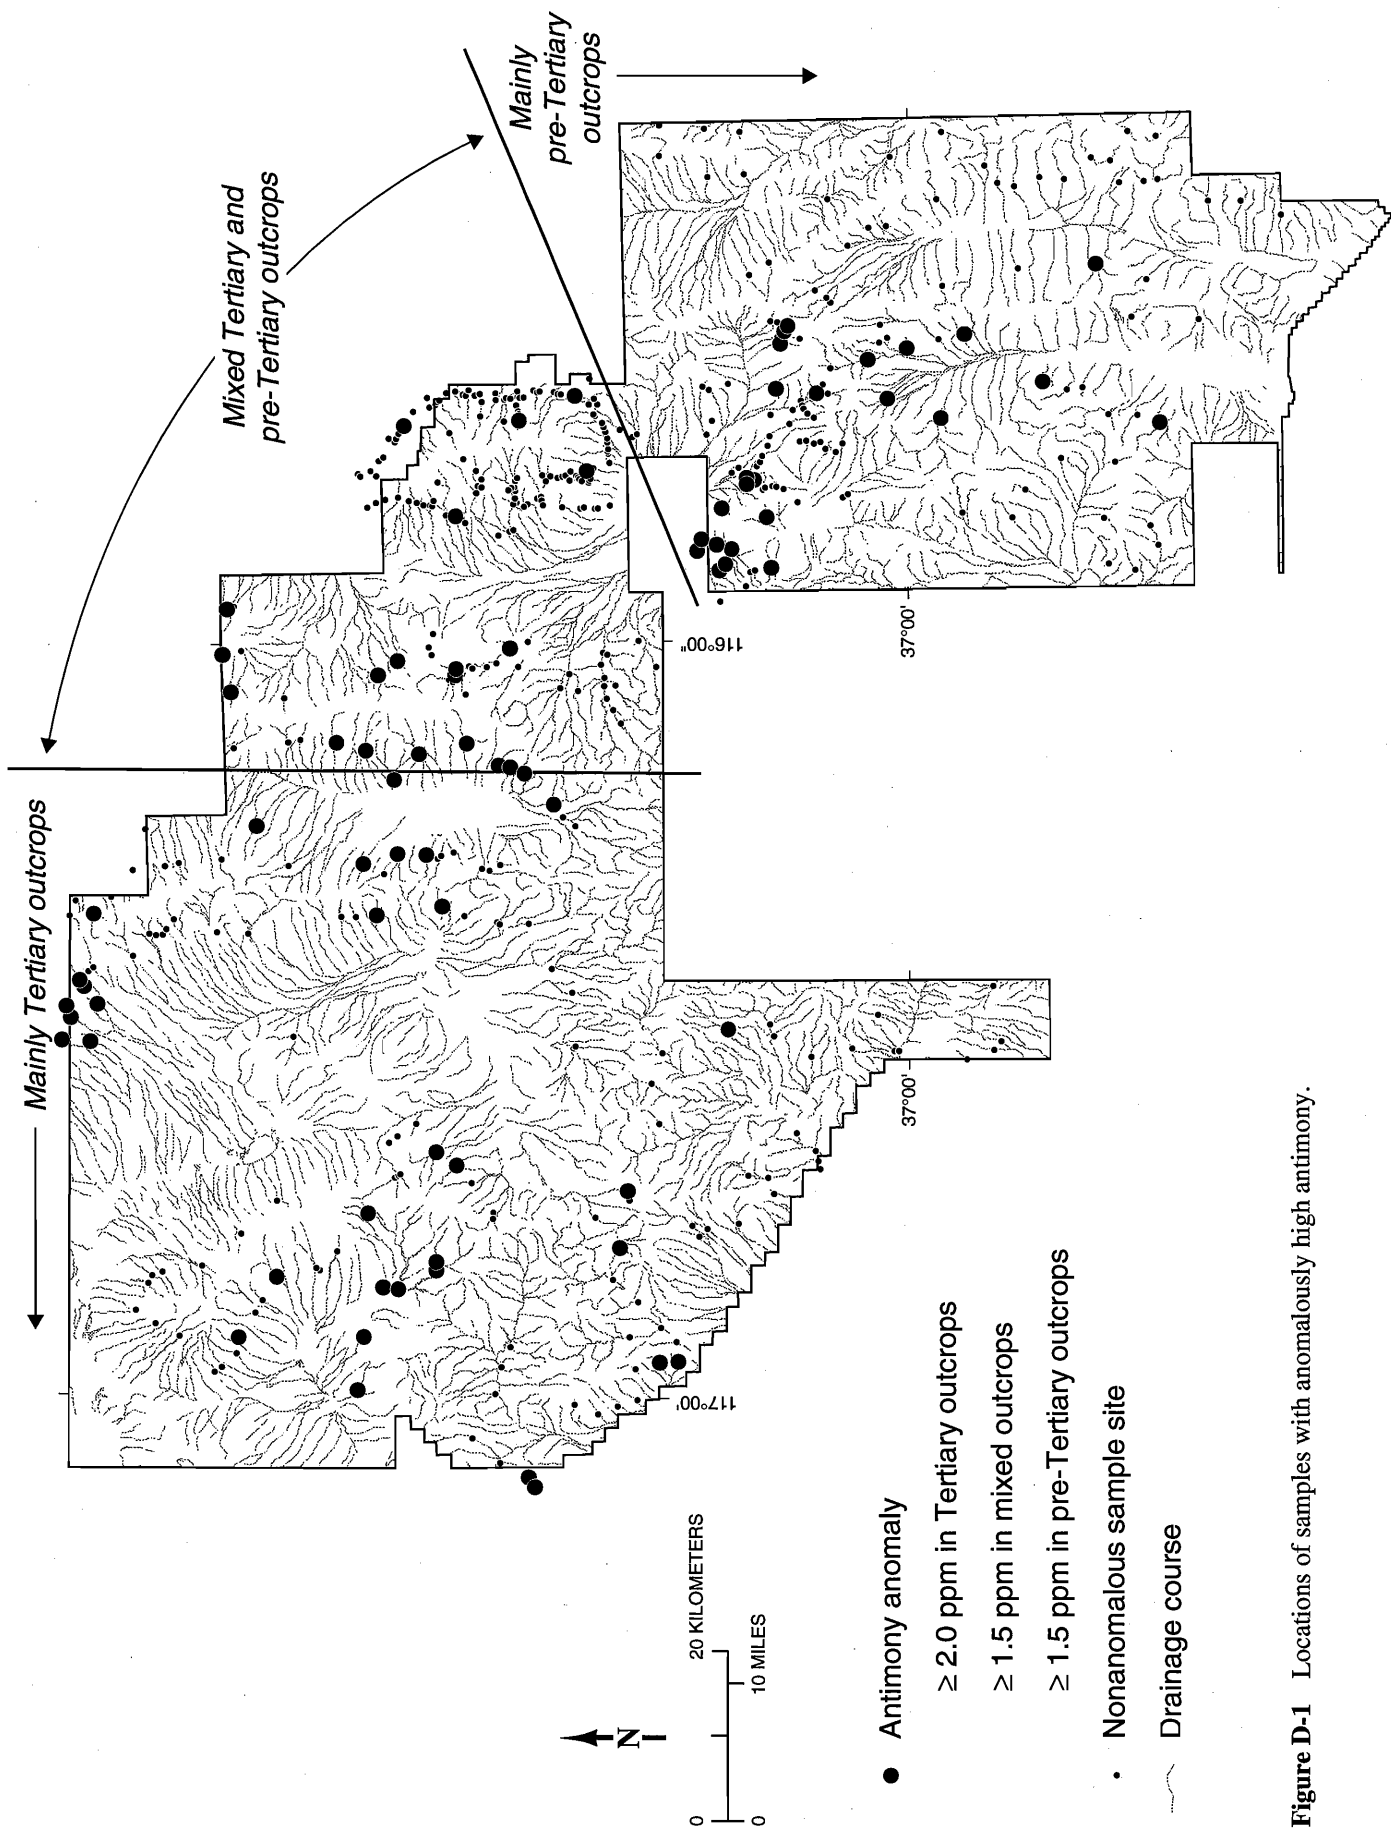 Mainly Tertiary outcrops
Mixed Tertiary and
pre-Tertiary outcrops
Mainly
pre-Tertiary
outcrops
116°00"
37°00'
37°00'
117°00'
0
20 KILOMETERS
0
10 MILES
N
Antimony anomaly
≥ 2.0 ppm in Tertiary outcrops
≥ 1.5 ppm in mixed outcrops
≥ 1.5 ppm in pre-Tertiary outcrops
Nonanomalous sample site
Drainage course
Figure D-1 Locations of samples with anomalously high antimony.